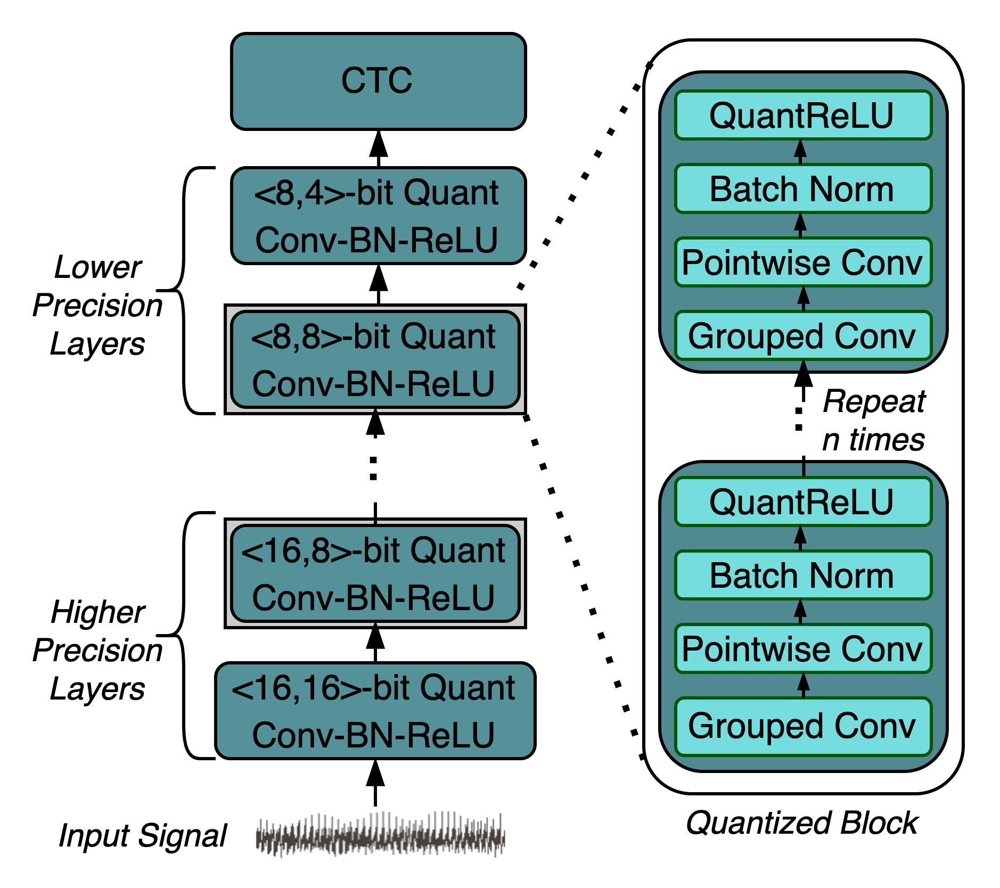 CTC
<8,4>-bit Quant
Conv-BN-ReLU
Lower
Precision
Layers
<8,8>-bit Quant
Conv-BN-ReLU
<16,8>-bit Quant
Conv-BN-ReLU
Higher
Precision
Layers
<16,16>-bit Quant
Conv-BN-ReLU
Input Signal
QuantReLU
Batch Norm
Pointwise Conv
Grouped Conv
Repeat
n times
QuantReLU
Batch Norm
Pointwise Conv
Grouped Conv
Quantized Block